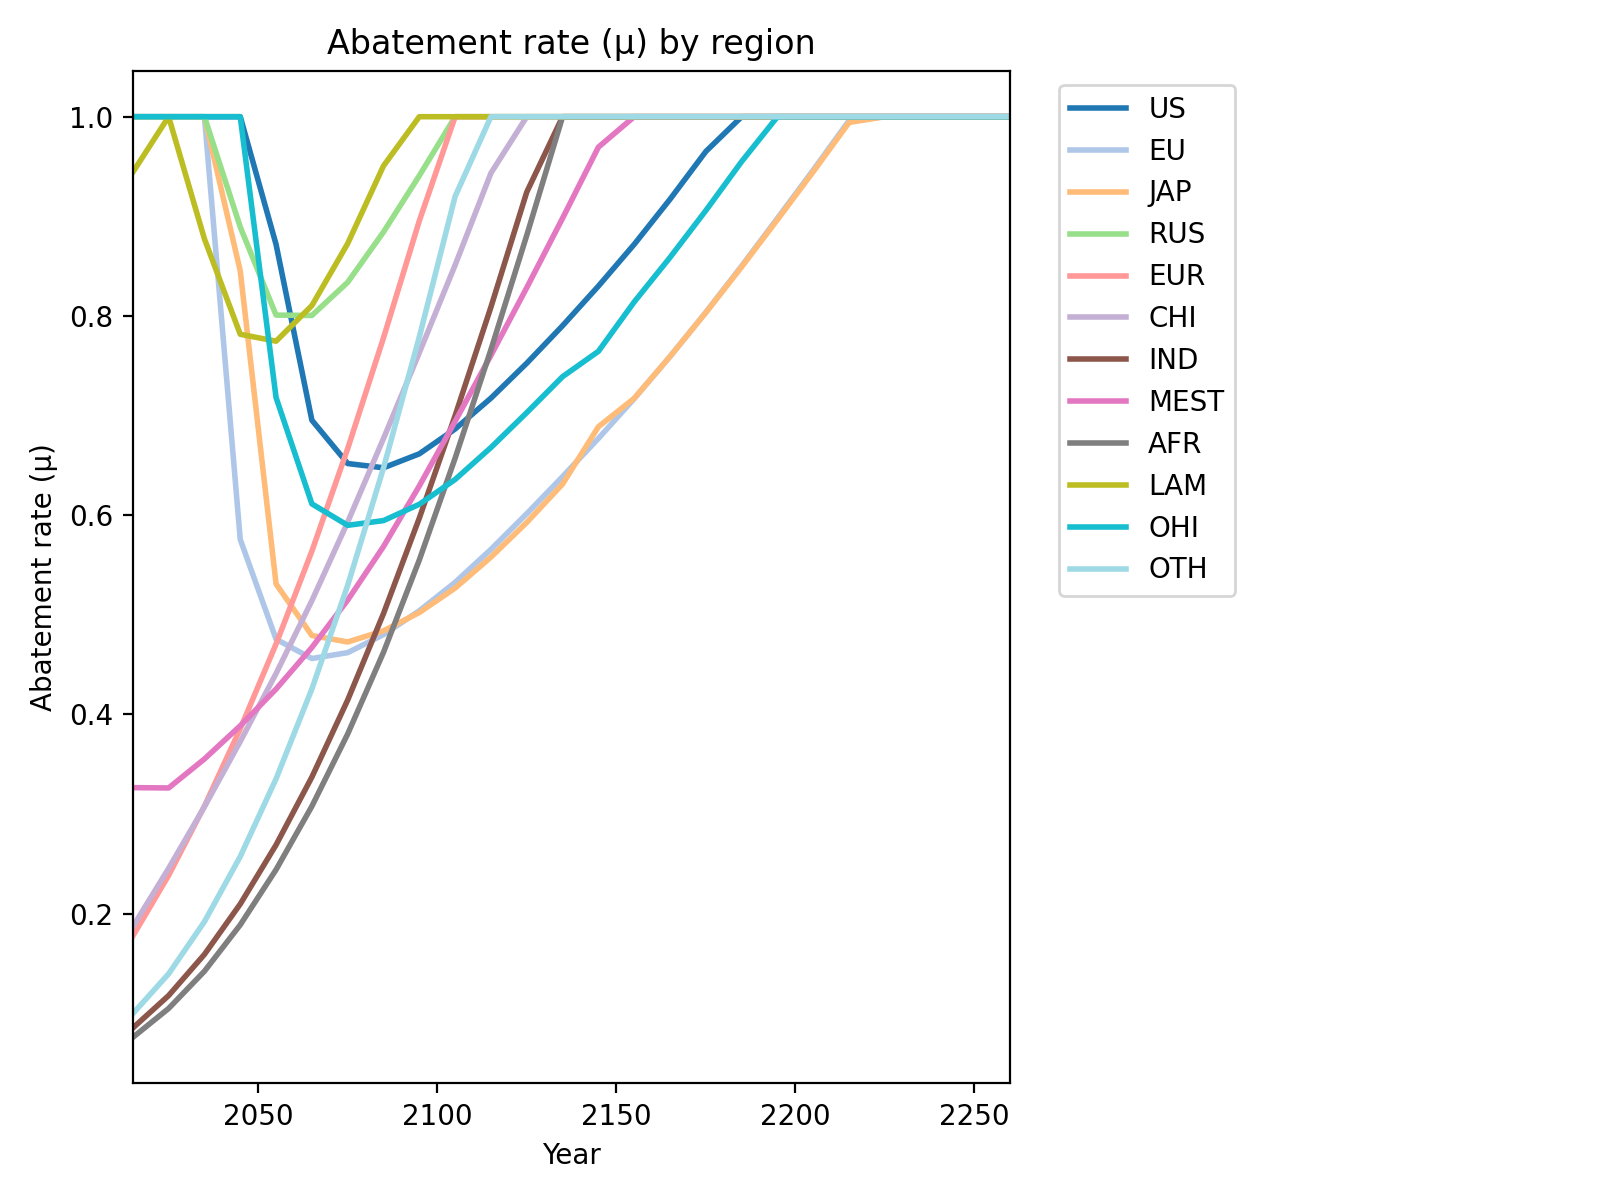 Abatement rate (μ) by region
Abatement rate (μ)
1.0
0.8
0.6
0.4
0.2
2050
2100
2150
2200
2250
Year
US
EU
JAP
RUS
EUR
CHI
IND
MEST
AFR
LAM
OHI
OTH